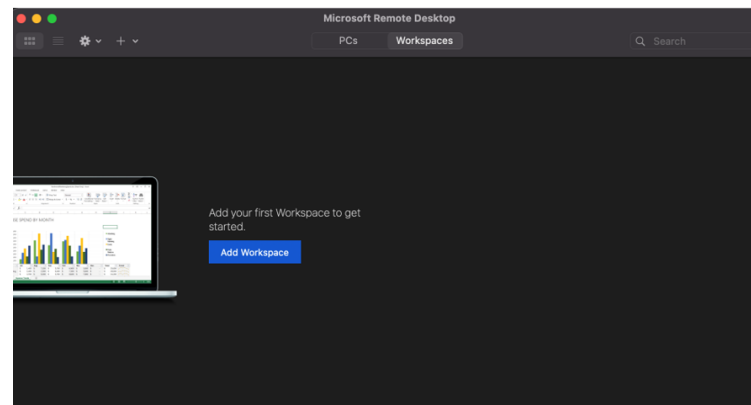 Microsoft Remote Desktop
PCs
Workspaces
Search
Add your first Workspace to get
started.
Add Workspace